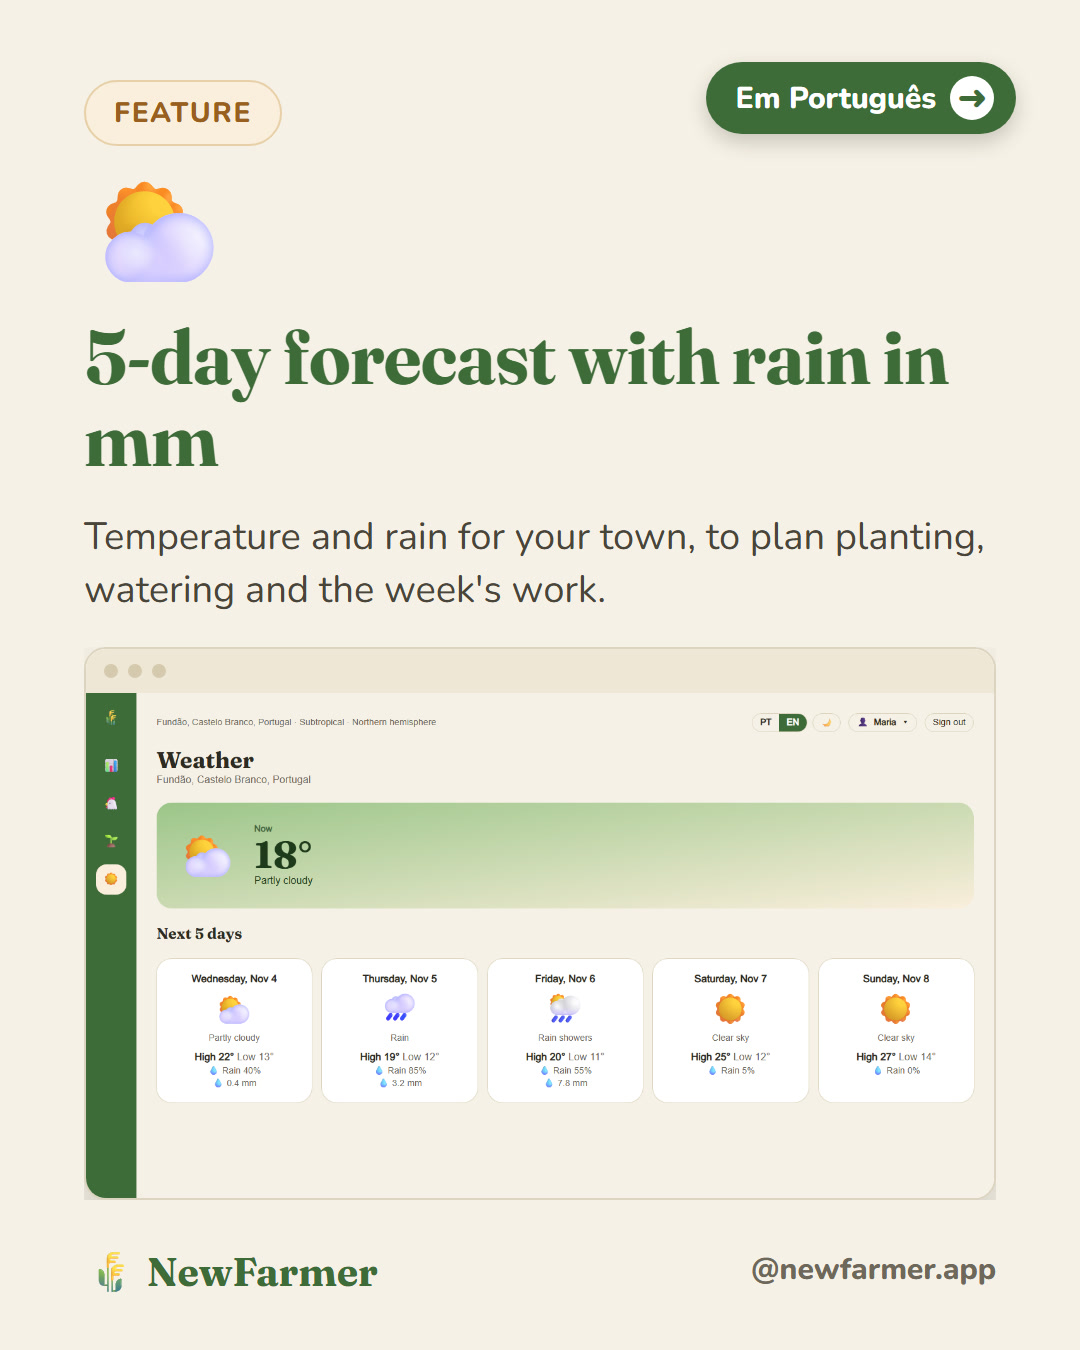 FEATURE
Em Português
5-day forecast with rain in
mm
Temperature and rain for your town, to plan planting,
watering and the week's work.
Fundão, Castelo Branco, Portugal · Subtropical · Northern hemisphere
PT EN
Maria
Sign out
Weather
Fundão, Castelo Branco, Portugal
Now
18°
Partly cloudy
Next 5 days
Wednesday, Nov 4
Partly cloudy
High 22° Low 13°
Rain 40%
0.4 mm
Thursday, Nov 5
Rain
High 19° Low 12°
Rain 85%
3.2 mm
Friday, Nov 6
Rain showers
High 20° Low 11°
Rain 55%
7.8 mm
Saturday, Nov 7
Clear sky
High 25° Low 12°
Rain 5%
Sunday, Nov 8
Clear sky
High 27° Low 14°
Rain 0%
NewFarmer
@newfarmer.app